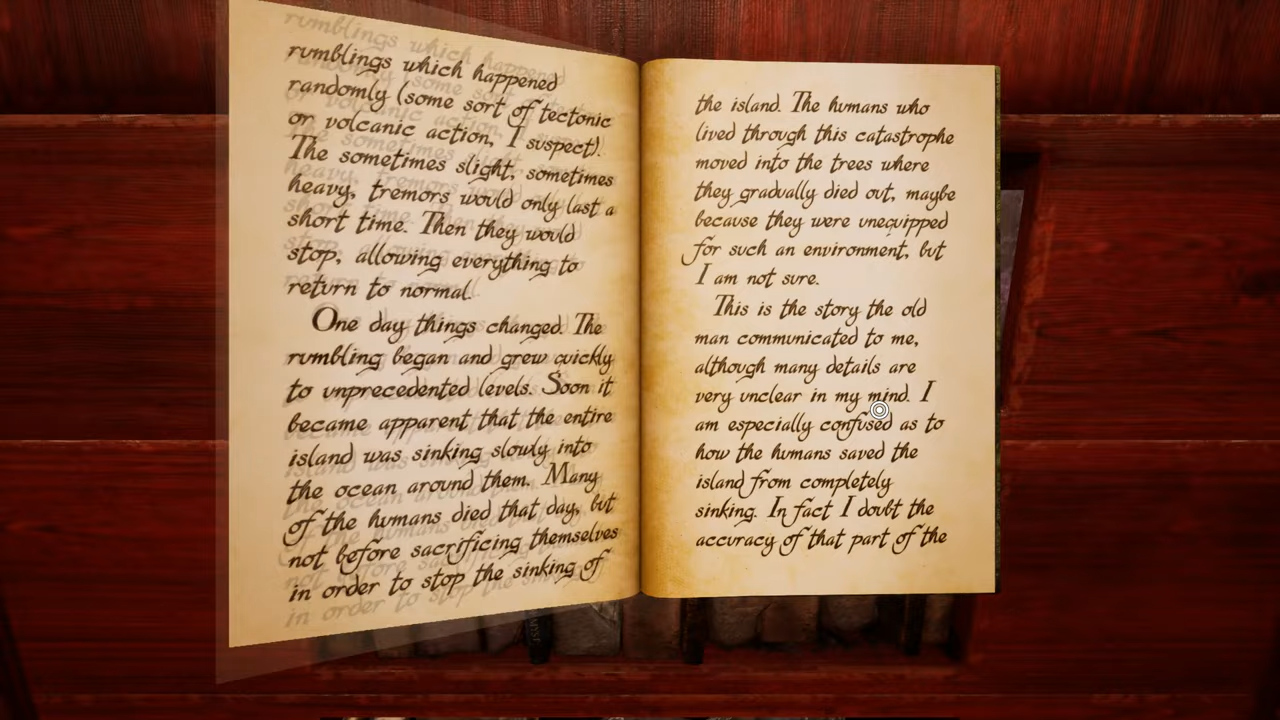 rumblings which happened
randomly (some sort of tectonic
or volcanic action, I suspect).
The sometimes slight, sometimes
heavy, tremors would only last a
short time. Then they would
stop, allowing everything to
return to normal.
One day things changed. The
rumbling began and grew quickly
to unprecedented levels. Soon it
became apparent that the entire
island was sinking slowly into
the ocean around them. Many
of the humans died that day, but
not before sacrificing themselves
in order to stop the sinking of
the island. The humans who
lived through this catastrophe
moved into the trees where
they gradually died out, maybe
because they were unequipped
for such an environment, but
I am not sure.
This is the story the old
man communicated to me,
although many details are
very unclear in my mind. I
am especially confused as to
how the humans saved the
island from completely
sinking. In fact I doubt the
accuracy of that part of the